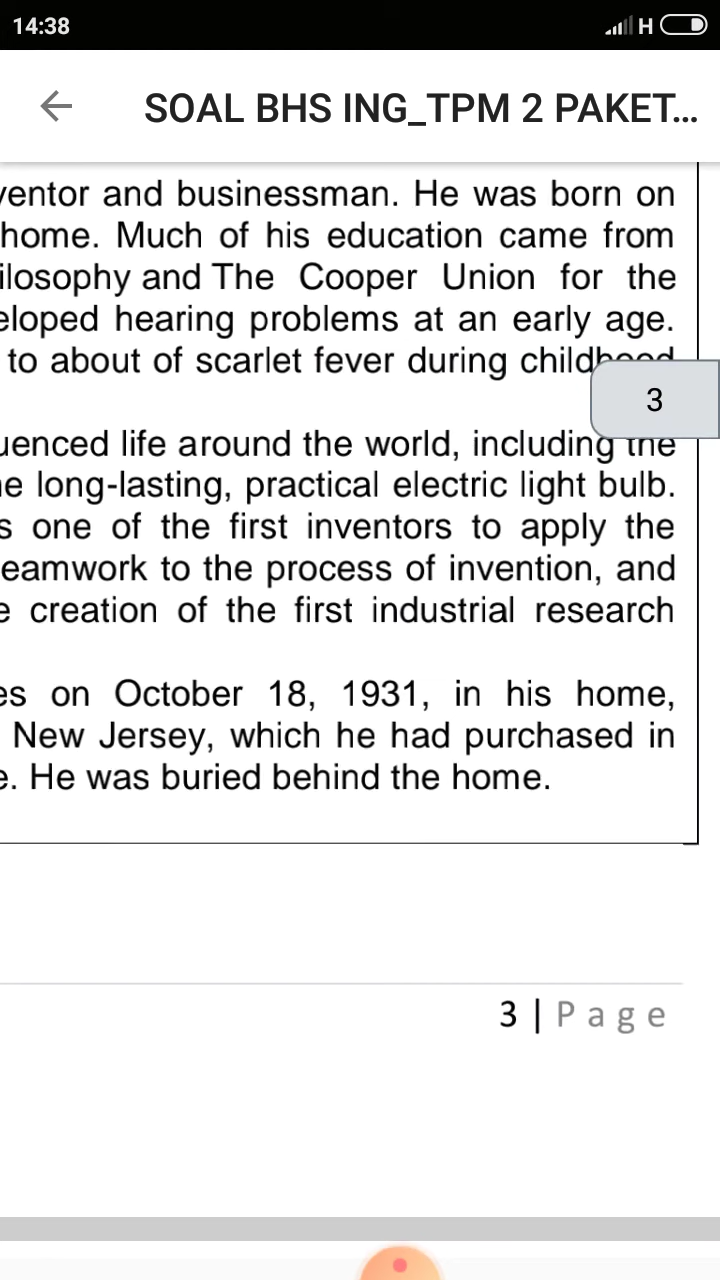 14:38
H
SOAL BHS ING_TPM 2 PAKET...
ventor and businessman. He was born on
home. Much of his education came from
ilosophy and The Cooper Union for the
eloped hearing problems at an early age.
to about of scarlet fever during childhood
3
uenced life around the world, including the
e long-lasting, practical electric light bulb.
s one of the first inventors to apply the
eamwork to the process of invention, and
e creation of the first industrial research
es on October 18, 1931, in his home,
New Jersey, which he had purchased in
e. He was buried behind the home.
3 | Page